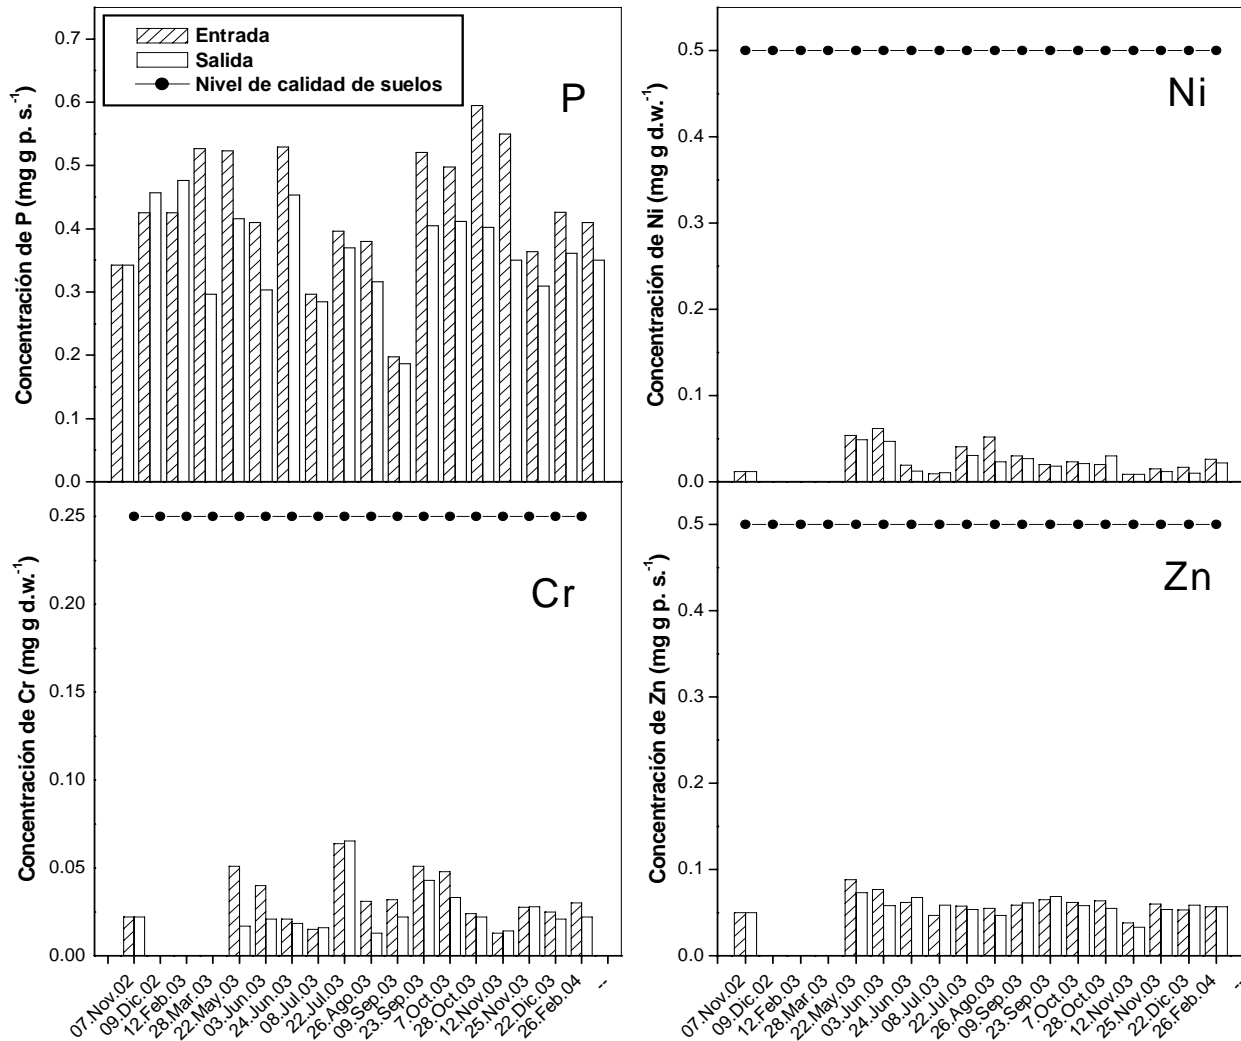 Entrada
Salida
Nivel de calidad de suelos
P
Concentración de P (mg g p. s.-1)
0.7
0.6
0.5
0.4
0.3
0.2
0.1
0.0
Ni
Concentración de Ni (mg g d.w.-1)
0.5
0.4
0.3
0.2
0.1
0.0
Cr
Concentración de Cr (mg g d.w.-1)
0.25
0.20
0.15
0.10
0.05
0.00
07.Nov.02
09.Dic.02
12.Feb.03
28.Mar.03
22.May.03
03.Jun.03
24.Jun.03
08.Jul.03
22.Jul.03
26.Ago.03
09.Sep.03
23.Sep.03
7.Oct.03
28.Oct.03
12.Nov.03
25.Nov.03
22.Dic.03
26.Feb.04
--
Zn
Concentración de Zn (mg g p. s.-1)
0.5
0.4
0.3
0.2
0.1
0.0
07.Nov.02
09.Dic.02
12.Feb.03
28.Mar.03
22.May.03
03.Jun.03
24.Jun.03
08.Jul.03
22.Jul.03
26.Ago.03
09.Sep.03
23.Sep.03
7.Oct.03
28.Oct.03
12.Nov.03
25.Nov.03
22.Dic.03
26.Feb.04
--